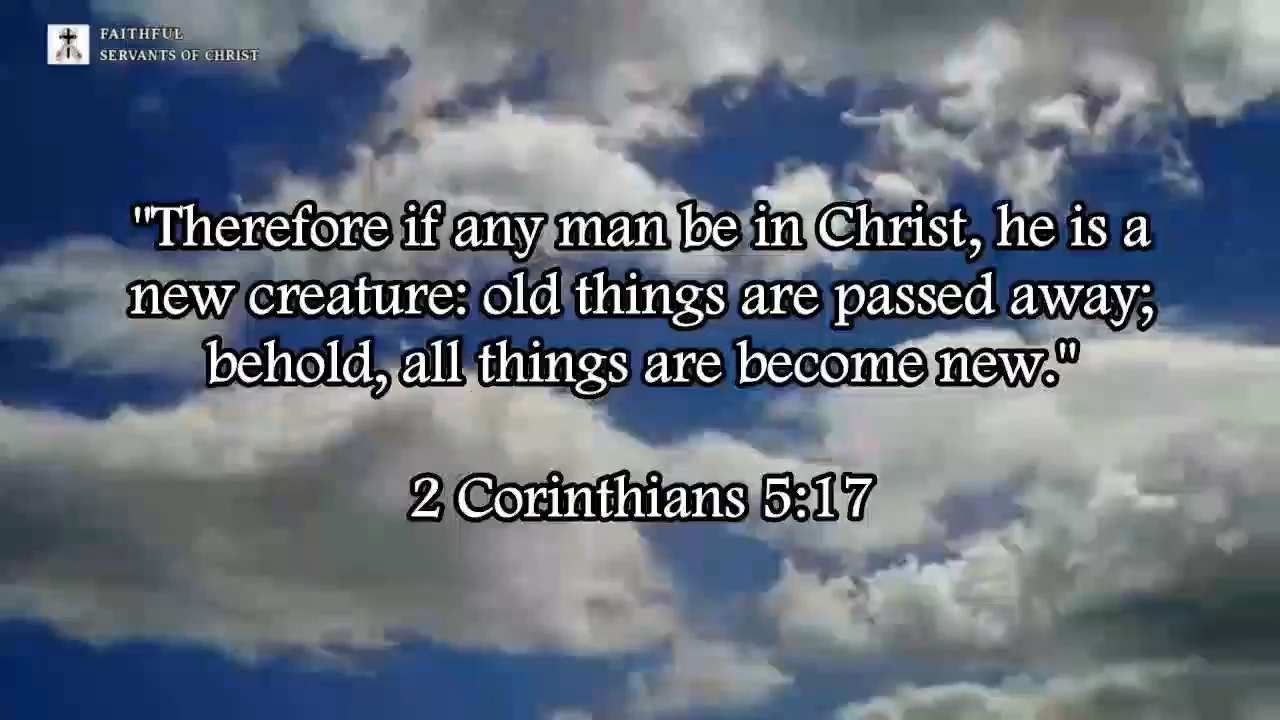 FAITHFUL
SERVANTS OF CHRIST
"Therefore if any man be in Christ, he is a
new creature: old things are passed away;
behold, all things are become new."
2 Corinthians 5:17